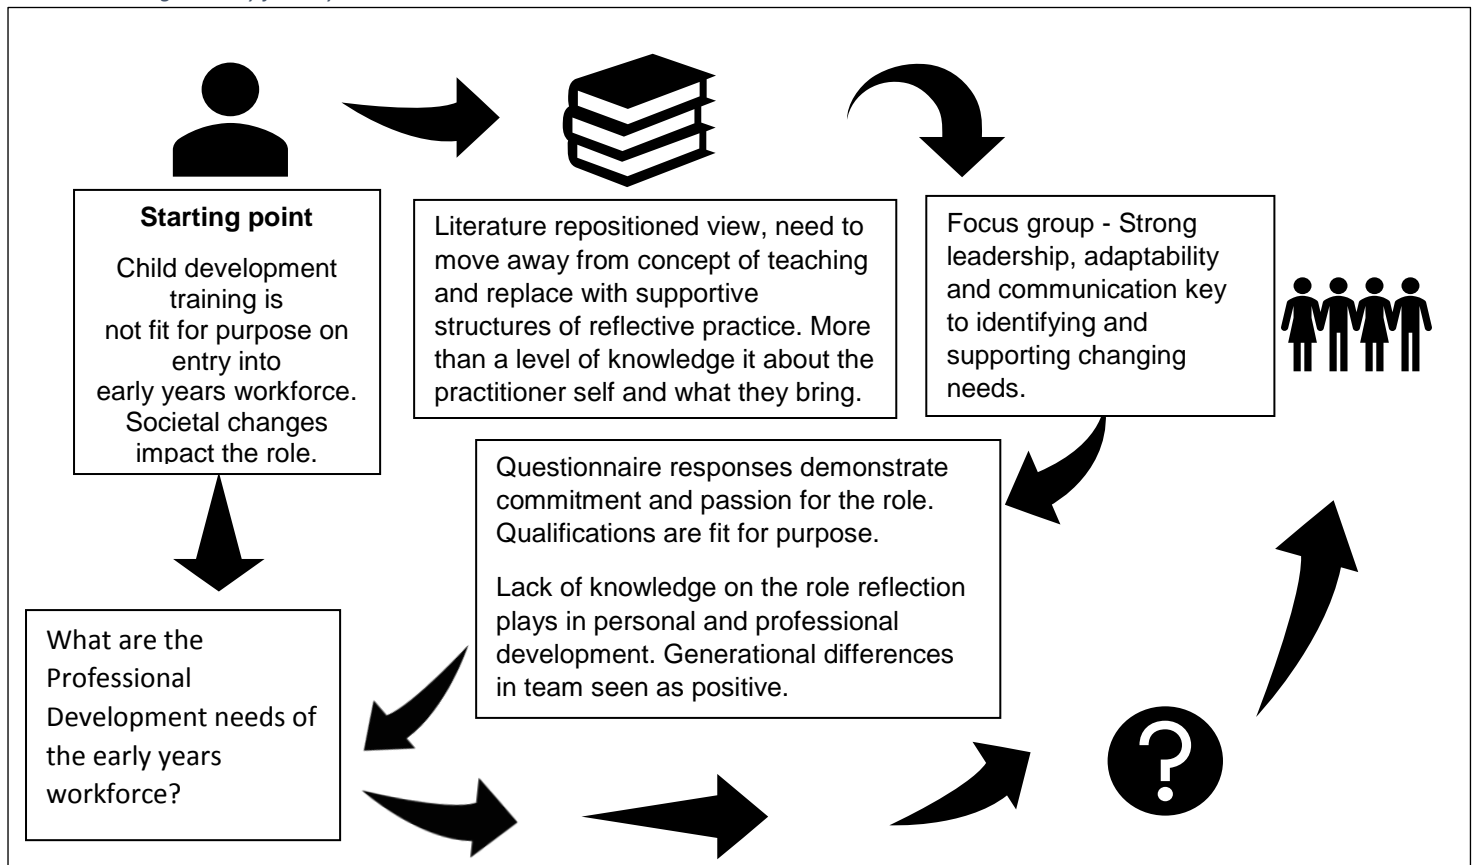 Starting point
Child development
training is
not fit for purpose on
entry into
early years workforce.
Societal changes
impact the role.
Literature repositioned view, need to
move away from concept of teaching
and replace with supportive
structures of reflective practice. More
than a level of knowledge it about the
practitioner self and what they bring.
Focus group - Strong
leadership, adaptability
and communication key
to identifying and
supporting changing
needs.
Questionnaire responses demonstrate
commitment and passion for the role.
Qualifications are fit for purpose.
Lack of knowledge on the role reflection
plays in personal and professional
development. Generational differences
in team seen as positive.
What are the
Professional
Development needs of
the early years
workforce?
?